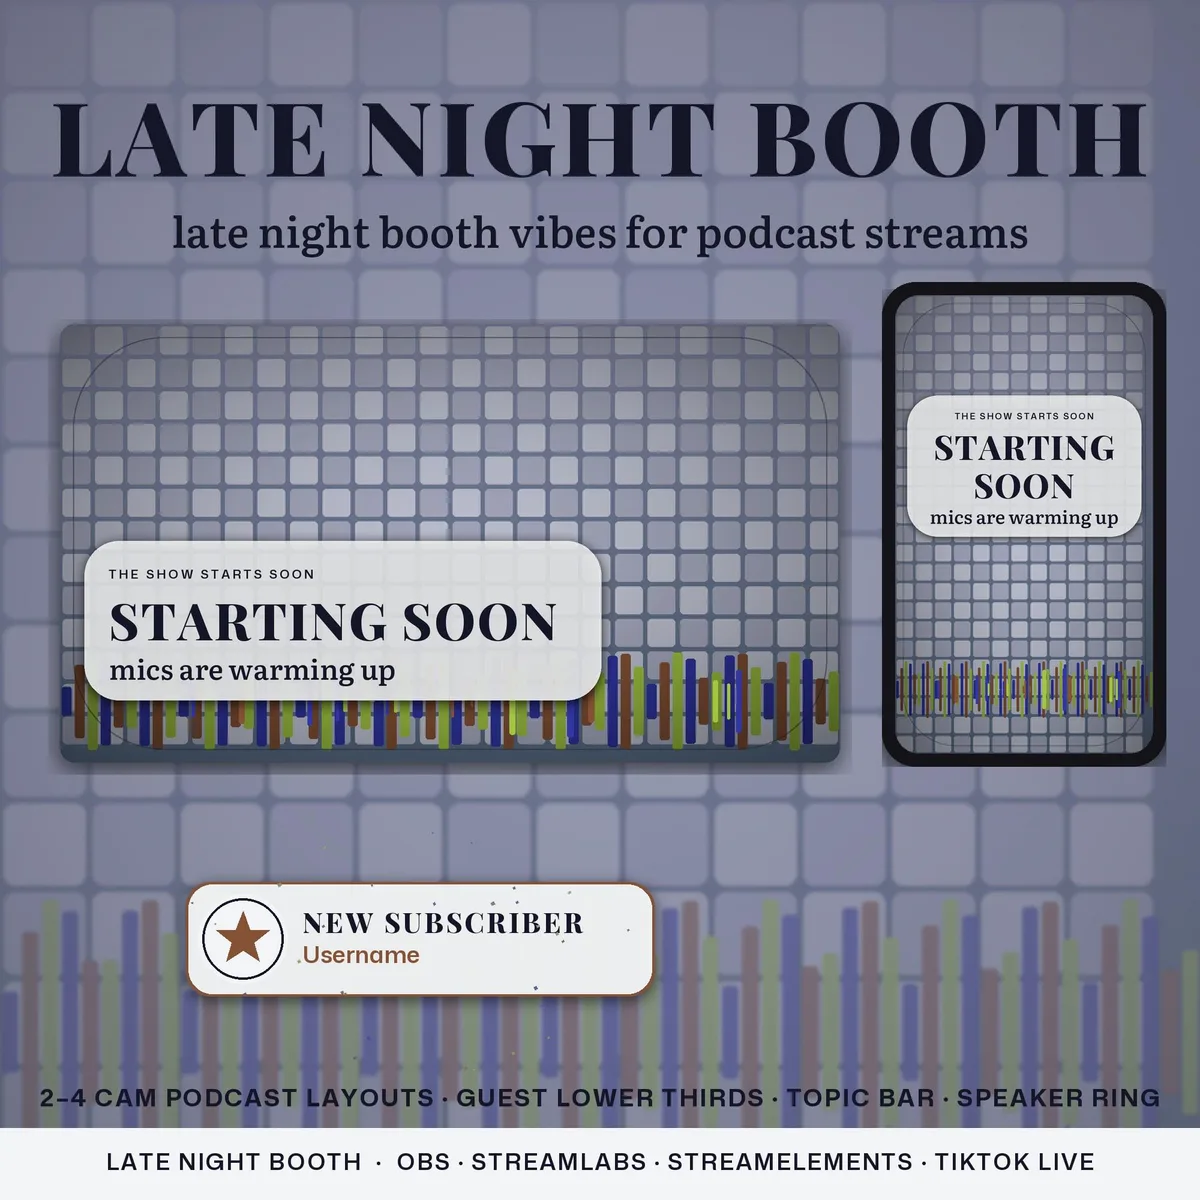 LATE NIGHT BOOTH
late night booth vibes for podcast streams
THE SHOW STARTS SOON
STARTING SOON
mics are warming up
THE SHOW STARTS SOON
STARTING
SOON
mics are warming up
NEW SUBSCRIBER
Username
2–4 CAM PODCAST LAYOUTS · GUEST LOWER THIRDS · TOPIC BAR · SPEAKER RING
LATE NIGHT BOOTH · OBS · STREAMLABS · STREAMELEMENTS · TIKTOK LIVE